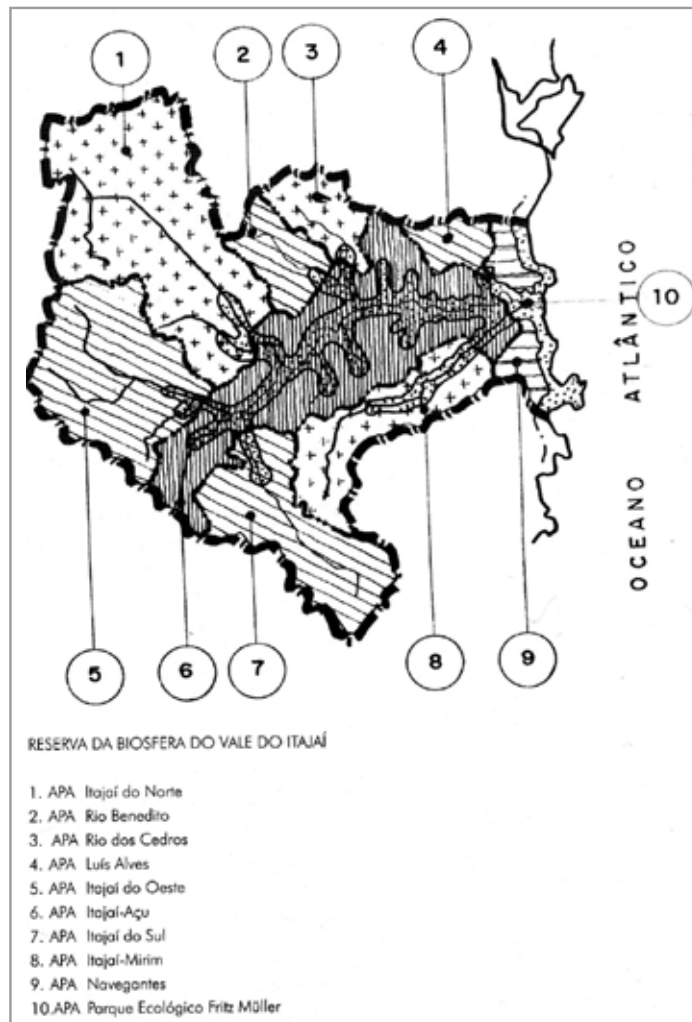 1
2
3
4
OCEANO ATLÂNTICO
10
5
6
7
8
9
RESERVA DA BIOSFERA DO VALE DO ITAJAÍ
1. APA Itajaí do Norte
2. APA Rio Benedito
3. APA Rio dos Cedros
4. APA Luís Alves
5. APA Itajaí do Oeste
6. APA Itajaí-Açu
7. APA Itajaí do Sul
8. APA Itajaí-Mirim
9. APA Navegantes
10.APA Parque Ecológico Fritz Müller